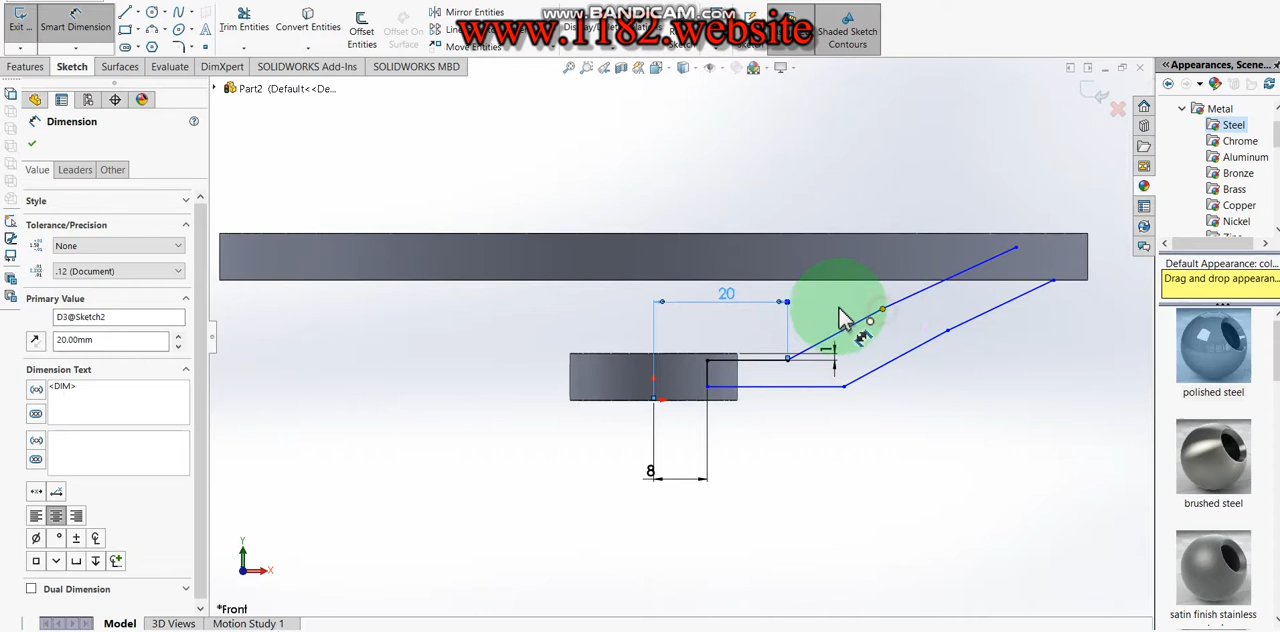 www.BANDICAM.com
www.1182.website
Exit ...
Smart Dimension
Trim Entities
Convert Entities
Offset Entities
Offset On Surface
Mirror Entities
Move Entities
Shaded Sketch Contours
Features
Sketch
Surfaces
Evaluate
DimXpert
SOLIDWORKS Add-Ins
SOLIDWORKS MBD
Part2 (Default<<De...
Dimension
Value
Leaders
Other
Style
Tolerance/Precision
None
.12 (Document)
Primary Value
D3@Sketch2
20.00mm
Dimension Text
<DIM>
Dual Dimension
20
1
8
Y
X
*Front
Model
3D Views
Motion Study 1
Appearances, Scene...
Metal
Steel
Chrome
Aluminum
Bronze
Brass
Copper
Nickel
Default Appearance: col...
Drag and drop appearan...
polished steel
brushed steel
satin finish stainless